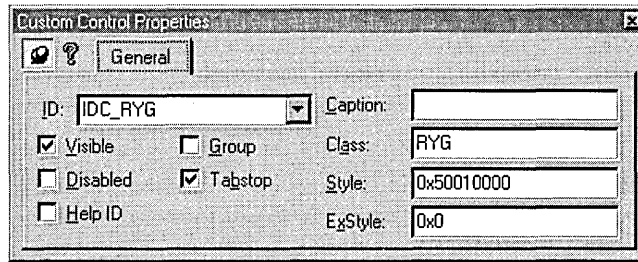 Custom Control Properties
General
ID: IDC_RYG
Caption:
Visible
Group
Class: RYG
Disabled
Tabstop
Style: 0x50010000
Help ID
ExStyle: 0x0